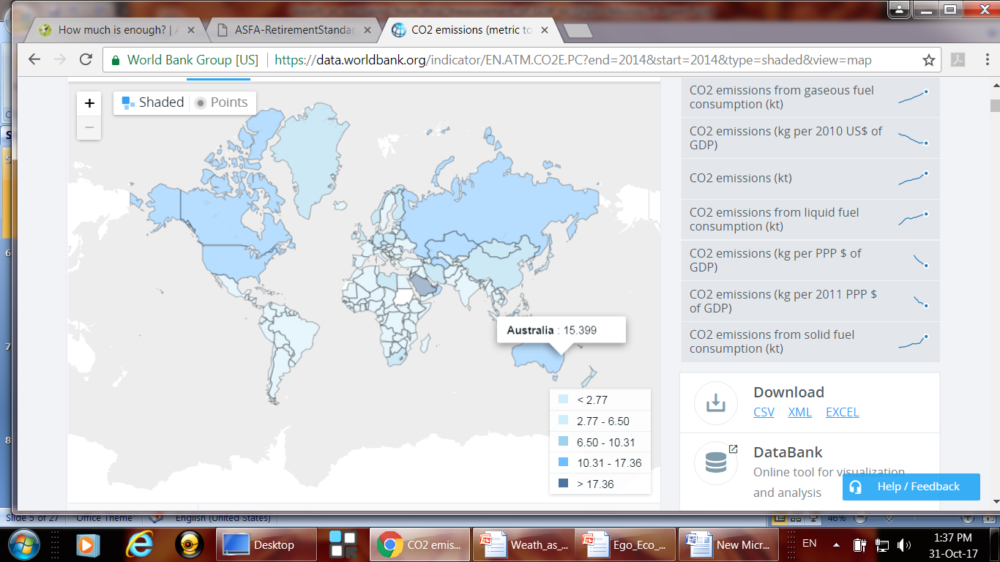 How much is enough? | A
ASFA-RetirementStandar
CO2 emissions (metric to
World Bank Group [US]
https://data.worldbank.org/indicator/EN.ATM.CO2E.PC?end=2014&start=2014&type=shaded&view=map
+
Shaded
Points
−
Australia : 15.399
< 2.77
2.77 - 6.50
6.50 - 10.31
10.31 - 17.36
> 17.36
CO2 emissions from gaseous fuel
consumption (kt)
CO2 emissions (kg per 2010 US$ of
GDP)
CO2 emissions (kt)
CO2 emissions from liquid fuel
consumption (kt)
CO2 emissions (kg per PPP $ of
GDP)
CO2 emissions (kg per 2011 PPP $
of GDP)
CO2 emissions from solid fuel
consumption (kt)
Download
CSV XML EXCEL
DataBank
Online tool for visualization
and analysis
Help / Feedback
5
6
7
8
Slide 5 of 27
"Office Theme"
English (United States)
46%
Desktop
CO2 emis...
Weath_as_...
Ego_Eco_...
New Micr...
EN
1:37 PM
31-Oct-17